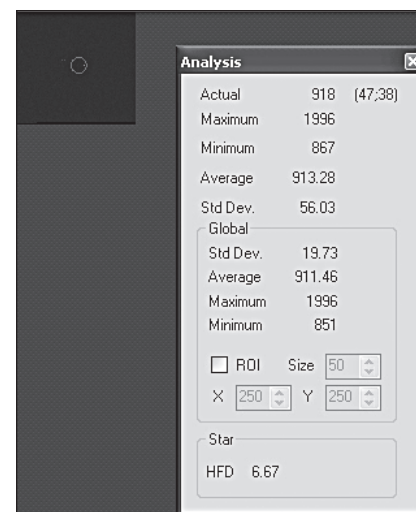 Analysis
Actual 918 (47;38)
Maximum 1996
Minimum 867
Average 913.28
Std Dev. 56.03
Global
Std Dev. 19.73
Average 911.46
Maximum 1996
Minimum 851
ROI Size 50
X 250 Y 250
Star
HFD 6.67